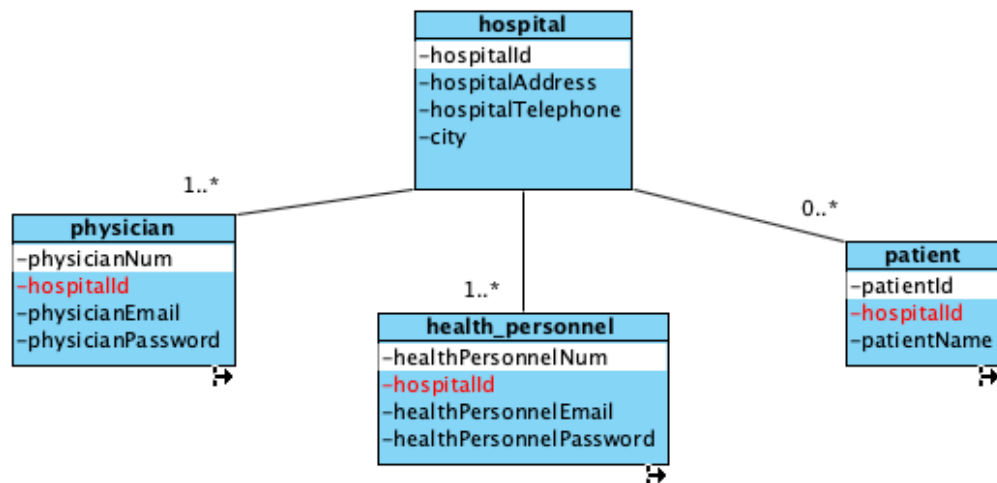 hospital
-hospitalId
-hospitalAddress
-hospitalTelephone
-city
1..*
physician
-physicianNum
-hospitalId
-physicianEmail
-physicianPassword
1..*
health_personnel
-healthPersonnelNum
-hospitalId
-healthPersonnelEmail
-healthPersonnelPassword
0..*
patient
-patientId
-hospitalId
-patientName